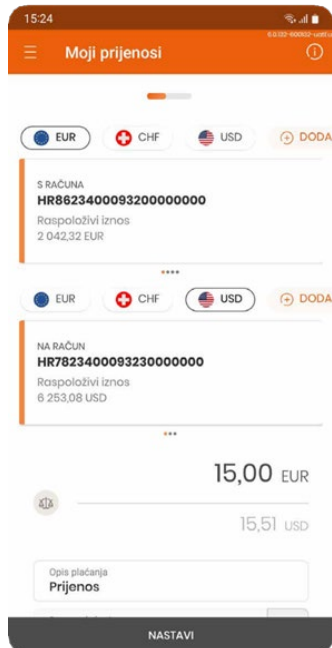 15:24
Moji prijenosi
EUR CHF USD DODA
S RAČUNA
HR8623400093200000000
Raspoloživi iznos
2 042,32 EUR
EUR CHF USD DODA
NA RAČUN
HR7823400093230000000
Raspoloživi iznos
6 253,08 USD
15,00 EUR
15,51 USD
Opis plaćanja
Prijenos
NASTAVI